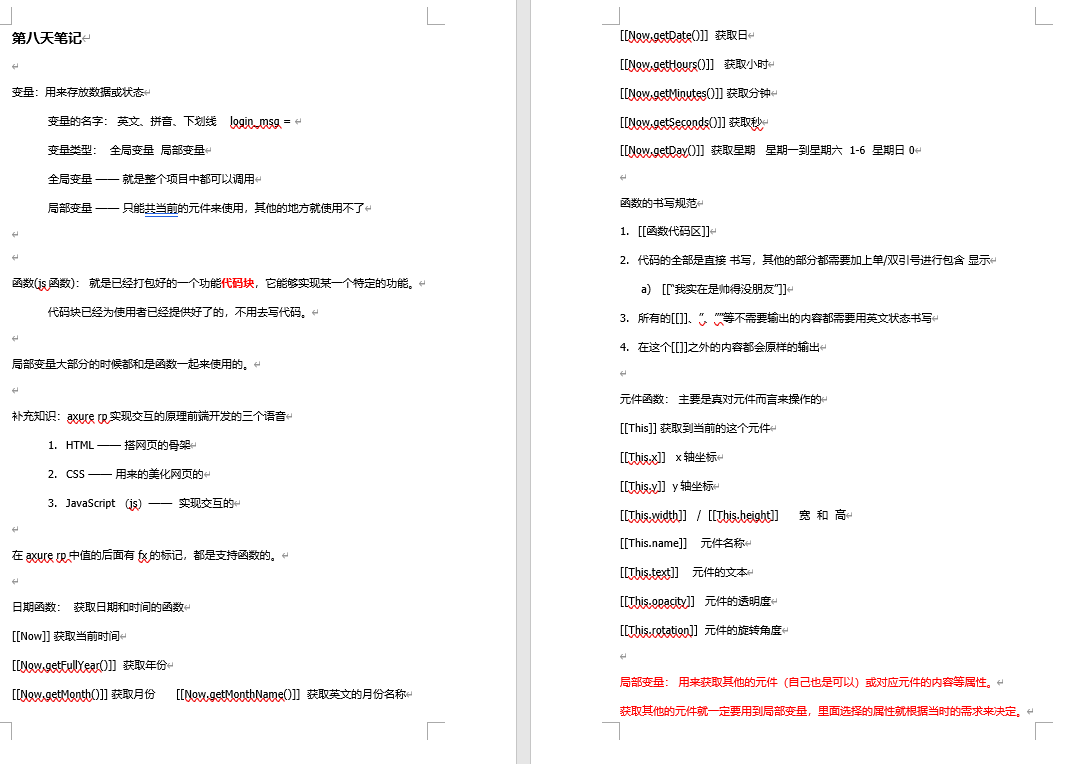 第八天笔记
变量：用来存放数据或状态
变量的名字： 英文、拼音、下划线 login_msg =
变量类型： 全局变量 局部变量
全局变量 —— 就是整个项目中都可以调用
局部变量 —— 只能共当前的元件来使用，其他的地方就使用不了
函数(js 函数)： 就是已经打包好的一个功能代码块，它能够实现某一个特定的功能。
代码块已经为使用者已经提供好了的，不用去写代码。
局部变量大部分的时候都和是函数一起来使用的。
补充知识：axure rp 实现交互的原理前端开发的三个语音
1. HTML —— 搭网页的骨架
2. CSS —— 用来的美化网页的
3. JavaScript （js）—— 实现交互的
在 axure rp 中值的后面有 fx 的标记，都是支持函数的。
日期函数： 获取日期和时间的函数
[[Now]] 获取当前时间
[[Now.getFullYear()]] 获取年份
[[Now.getMonth()]] 获取月份 [[Now.getMonthName()]] 获取英文的月份名称
[[Now.getDate()]] 获取日
[[Now.getHours()]] 获取小时
[[Now.getMinutes()]] 获取分钟
[[Now.getSeconds()]] 获取秒
[[Now.getDay()]] 获取星期 星期一到星期六 1-6 星期日 0
函数的书写规范
1. [[函数代码区]]
2. 代码的全部是直接 书写，其他的部分都需要加上单/双引号进行包含 显示
a) [[“我实在是帅得没朋友”]]
3. 所有的[[]]、‘’、“”等不需要输出的内容都需要用英文状态书写
4. 在这个[[]]之外的内容都会原样的输出
元件函数： 主要是真对元件而言来操作的
[[This]] 获取到当前的这个元件
[[This.x]] x 轴坐标
[[This.y]] y 轴坐标
[[This.width]] / [[This.height]] 宽 和 高
[[This.name]] 元件名称
[[This.text]] 元件的文本
[[This.opacity]] 元件的透明度
[[This.rotation]] 元件的旋转角度
局部变量： 用来获取其他的元件（自己也是可以）或对应元件的内容等属性。
获取其他的元件就一定要用到局部变量，里面选择的属性就根据当时的需求来决定。